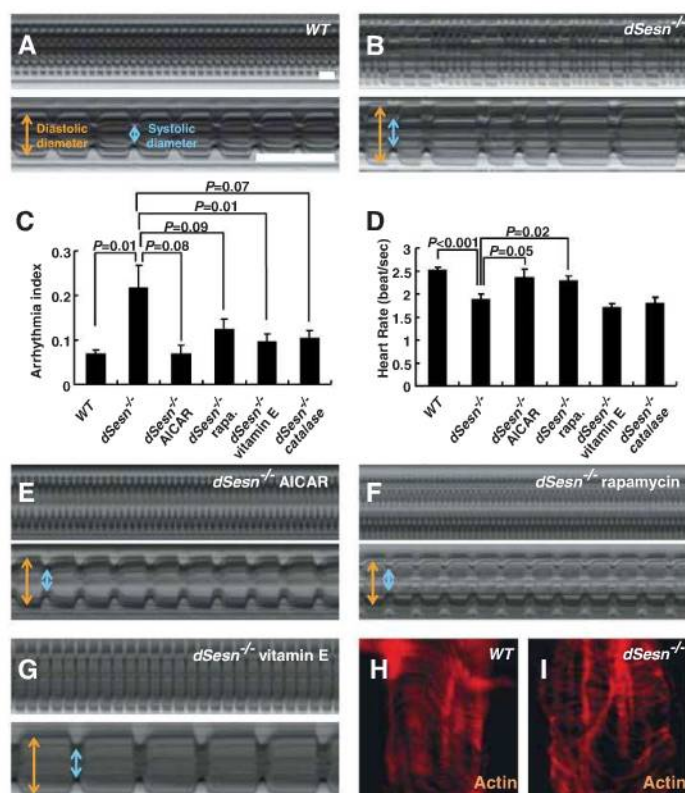 A
WT
Diastolic diameter
Systolic diameter
B
dSesn-/-
C
P=0.07
P=0.01
P=0.09
P=0.01
P=0.08
Arrhythmia index
0.3
0.2
0.1
0
WT
dSesn-/-
dSesn-/- AICAR
dSesn-/- rapa.
dSesn-/- vitamin E
dSesn-/- catalase
D
P=0.02
P<0.001
P=0.05
Heart Rate (beat/sec)
3
2.5
2
1.5
1
0.5
0
WT
dSesn-/-
dSesn-/- AICAR
dSesn-/- rapa.
dSesn-/- vitamin E
dSesn-/- catalase
E
dSesn-/- AICAR
F
dSesn-/- rapamycin
G
dSesn-/- vitamin E
H
WT
Actin
I
dSesn-/-
Actin